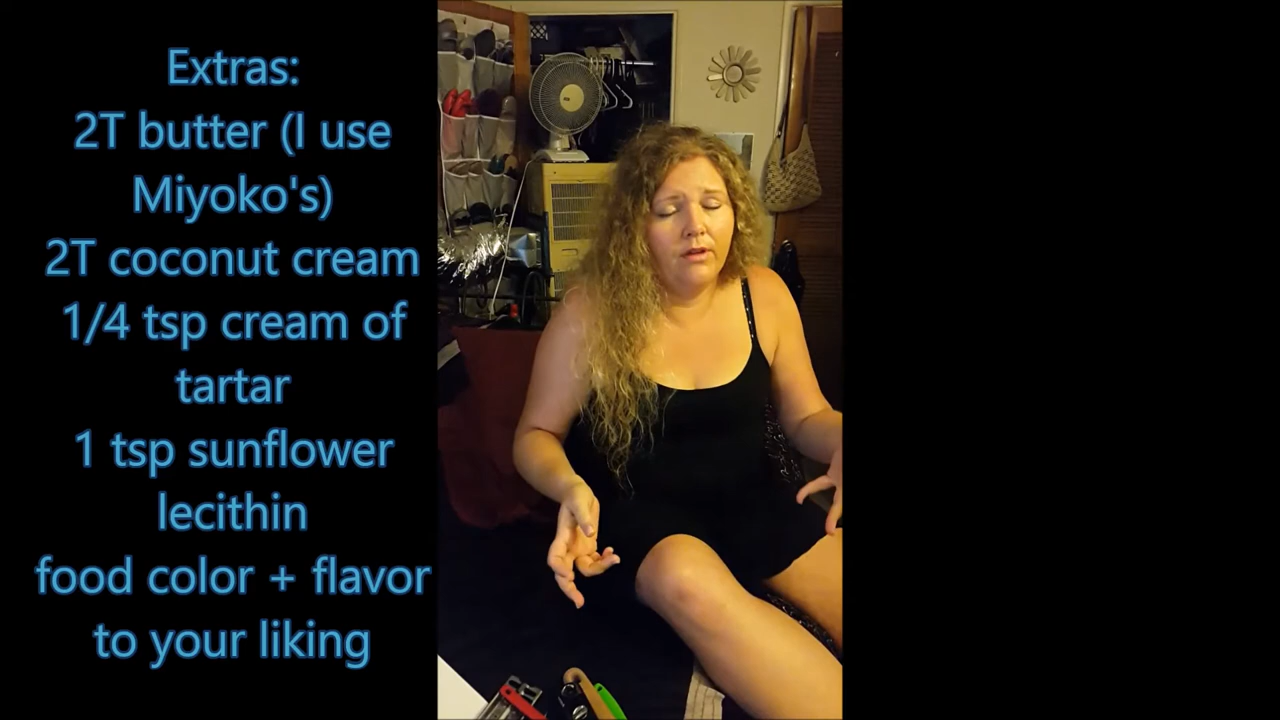 Extras:
2T butter (I use
Miyoko's)
2T coconut cream
1/4 tsp cream of
tartar
1 tsp sunflower
lecithin
food color + flavor
to your liking